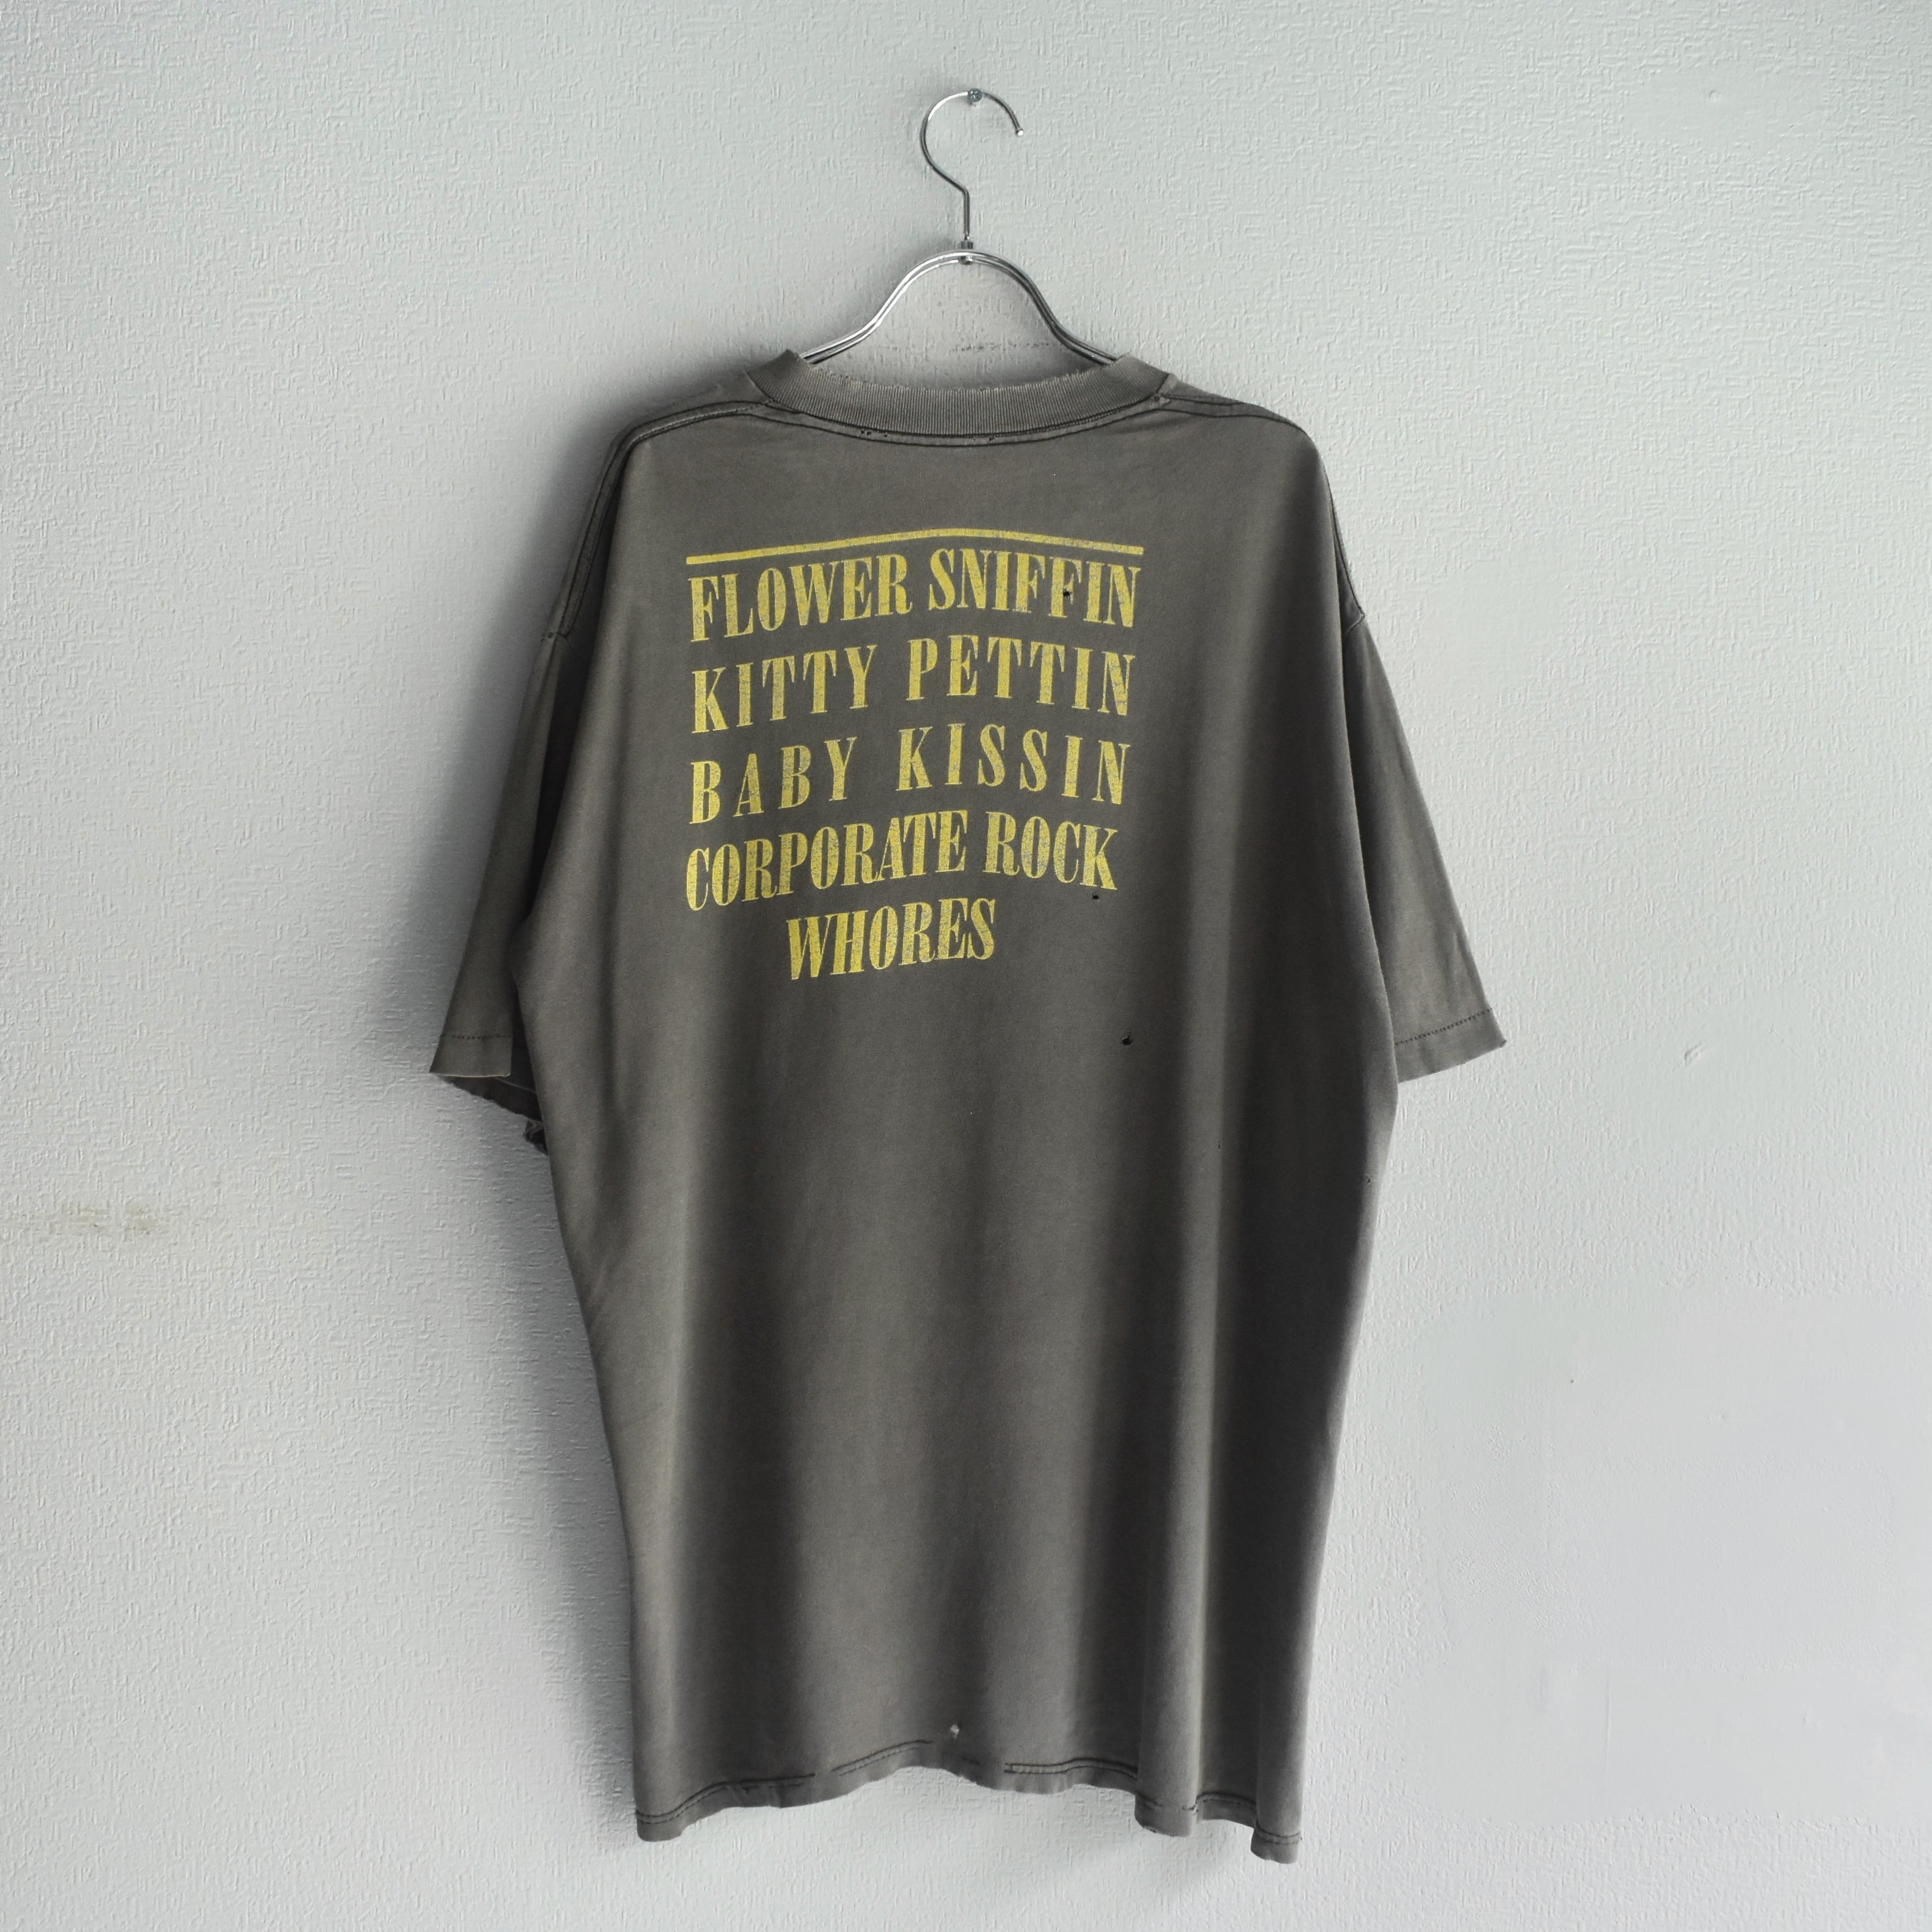 FLOWER SNIFFIN
KITTY PETTIN
BABY KISSIN
CORPORATE ROCK
WHORES